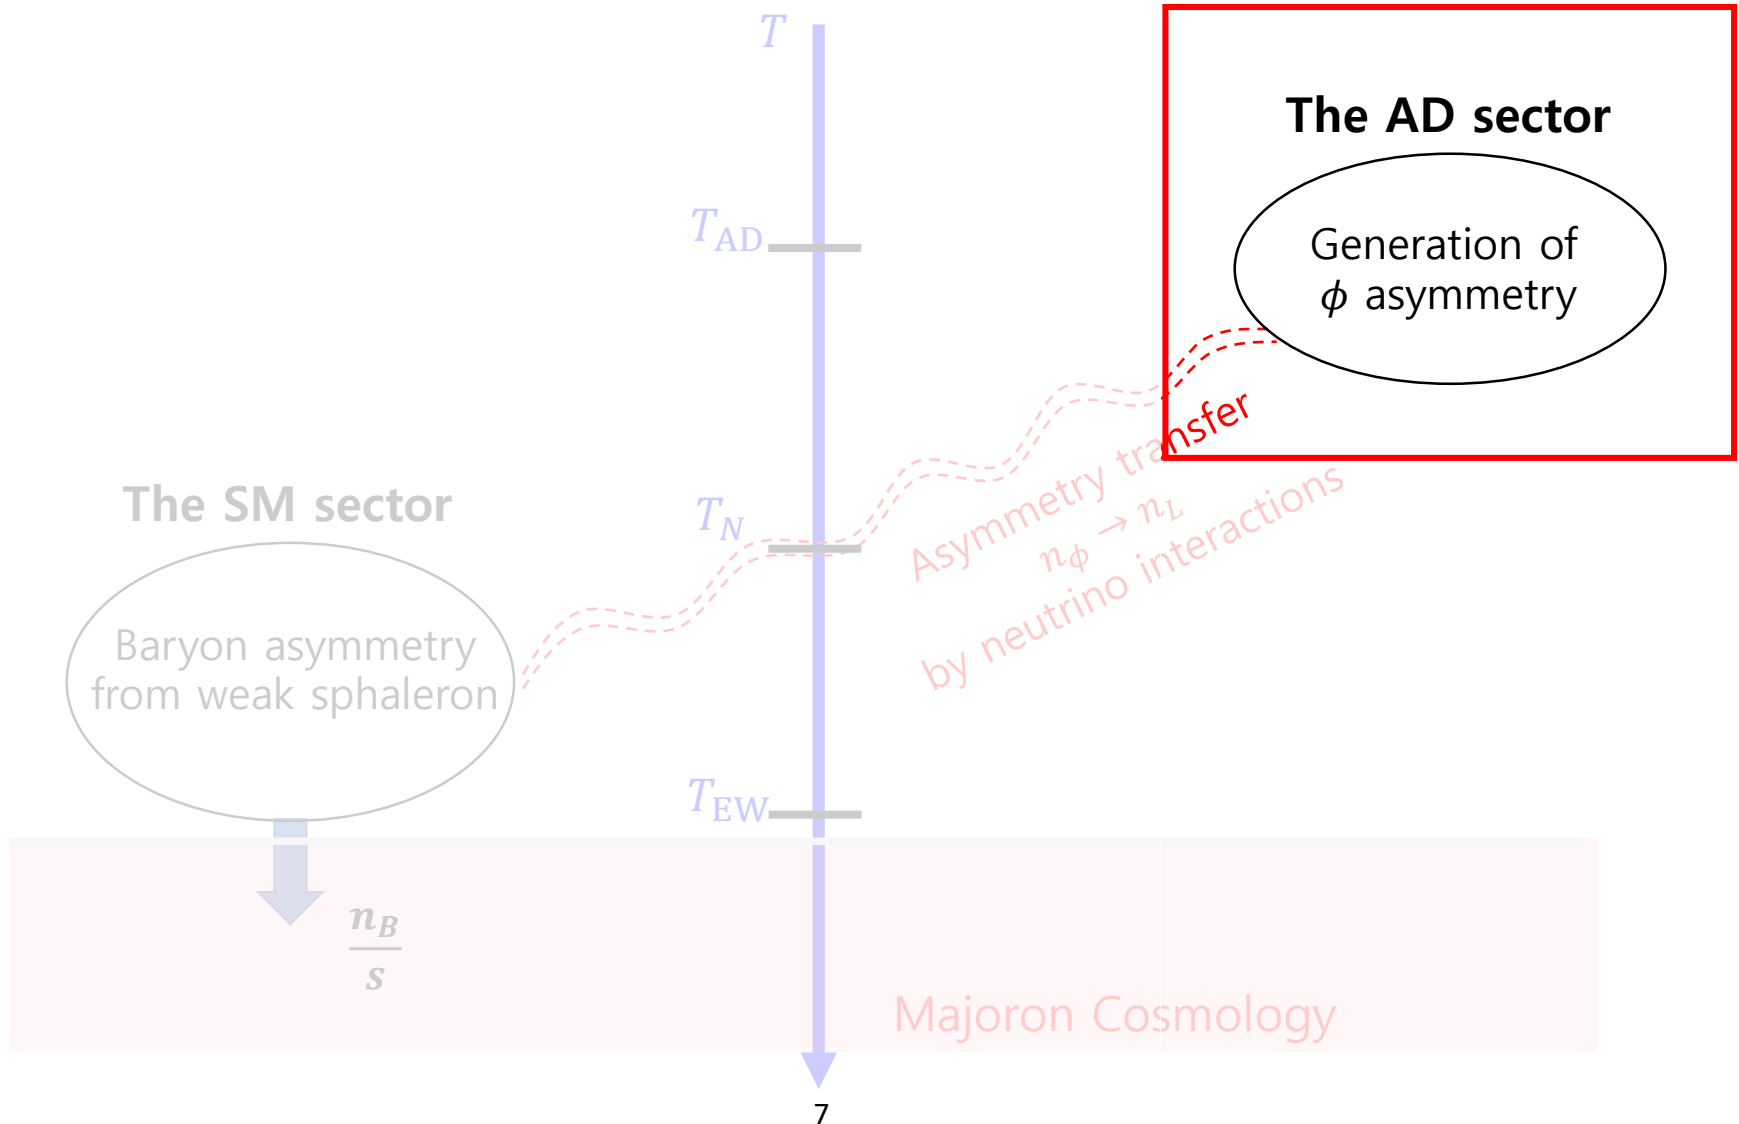 T
The AD sector
T_AD
Generation of
ϕ asymmetry
Asymmetry transfer
n_ϕ → n_L
by neutrino interactions
The SM sector
T_N
Baryon asymmetry
from weak sphaleron
T_EW
n_B
s
Majoron Cosmology
7